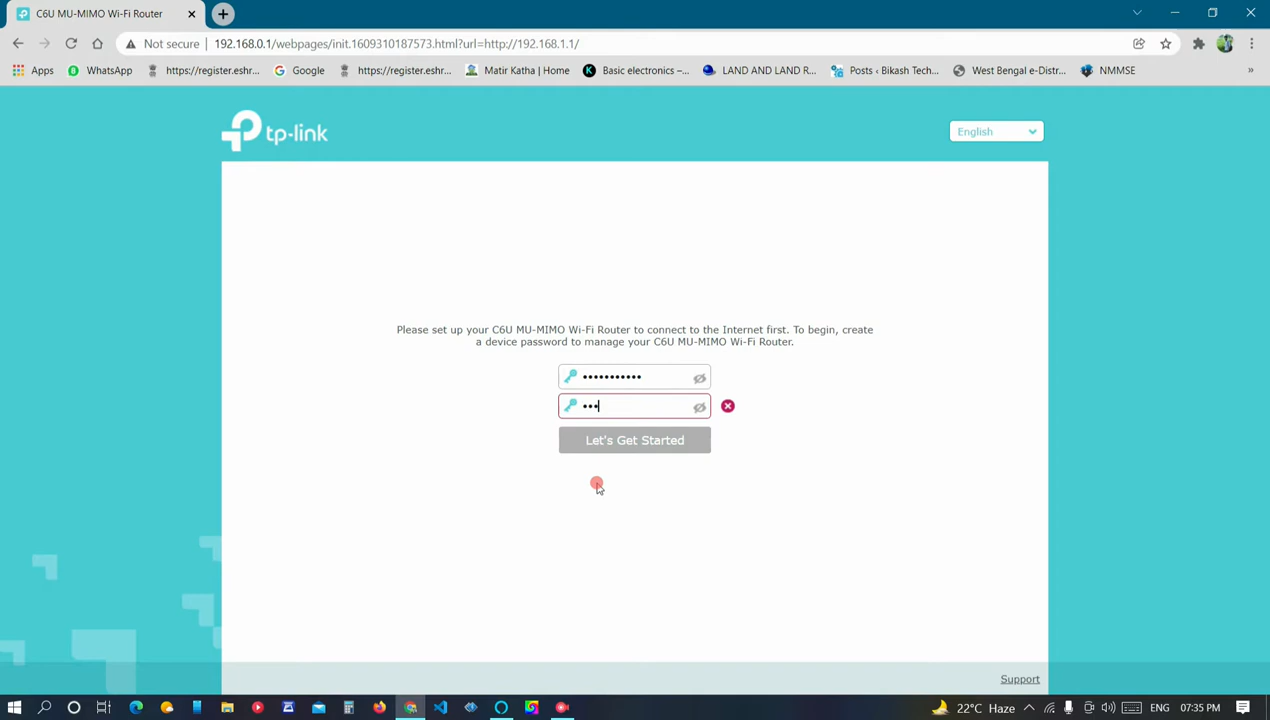 C6U MU-MIMO Wi-Fi Router
Not secure | 192.168.0.1/webpages/init.1609310187573.html?url=http://192.168.1.1/
Apps WhatsApp https://register.eshr... Google https://register.eshr... Matir Katha | Home Basic electronics –... LAND AND LAND R... Posts ‹ Bikash Tech... West Bengal e-Distr... NMMSE »
tp-link
English
Please set up your C6U MU-MIMO Wi-Fi Router to connect to the Internet first. To begin, create
a device password to manage your C6U MU-MIMO Wi-Fi Router.
•••••••••••
•••
Let's Get Started
Support
22°C Haze ENG 07:35 PM